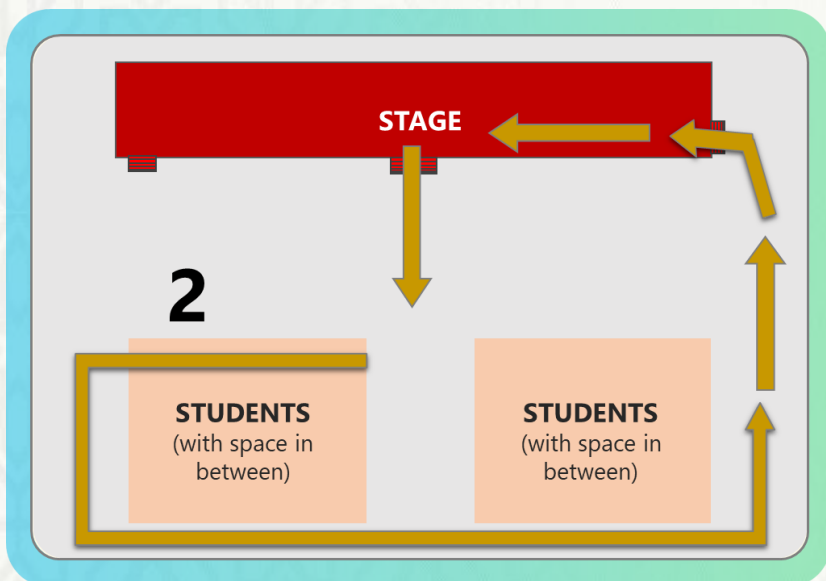 STAGE
2
STUDENTS
(with space in
between)
STUDENTS
(with space in
between)